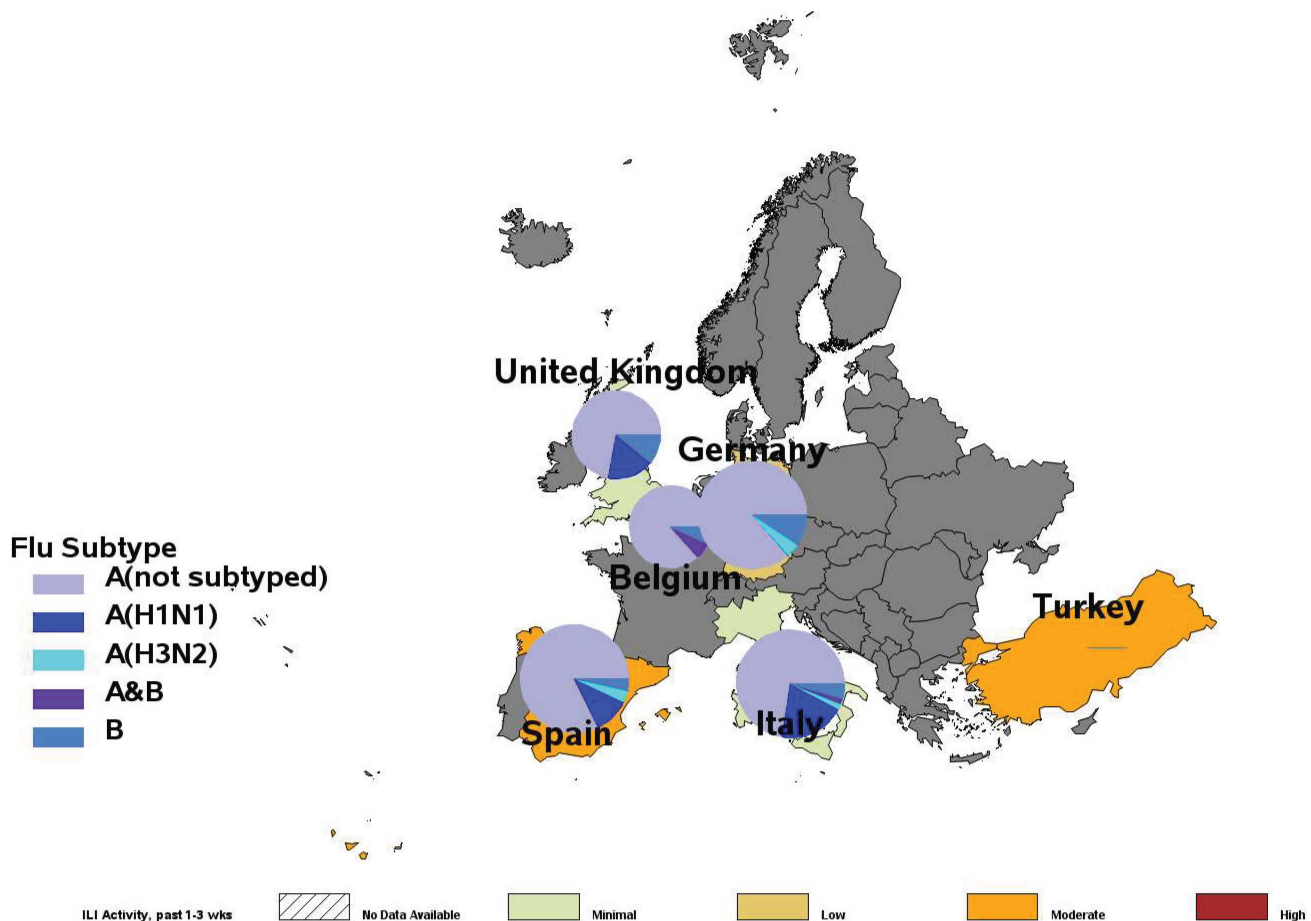 United Kingdom
Germany
Belgium
Flu Subtype
A(not subtyped)
A(H1N1)
A(H3N2)
A&B
B
Turkey
Spain
Italy
ILI Activity, past 1-3 wks No Data Available Minimal Low Moderate High